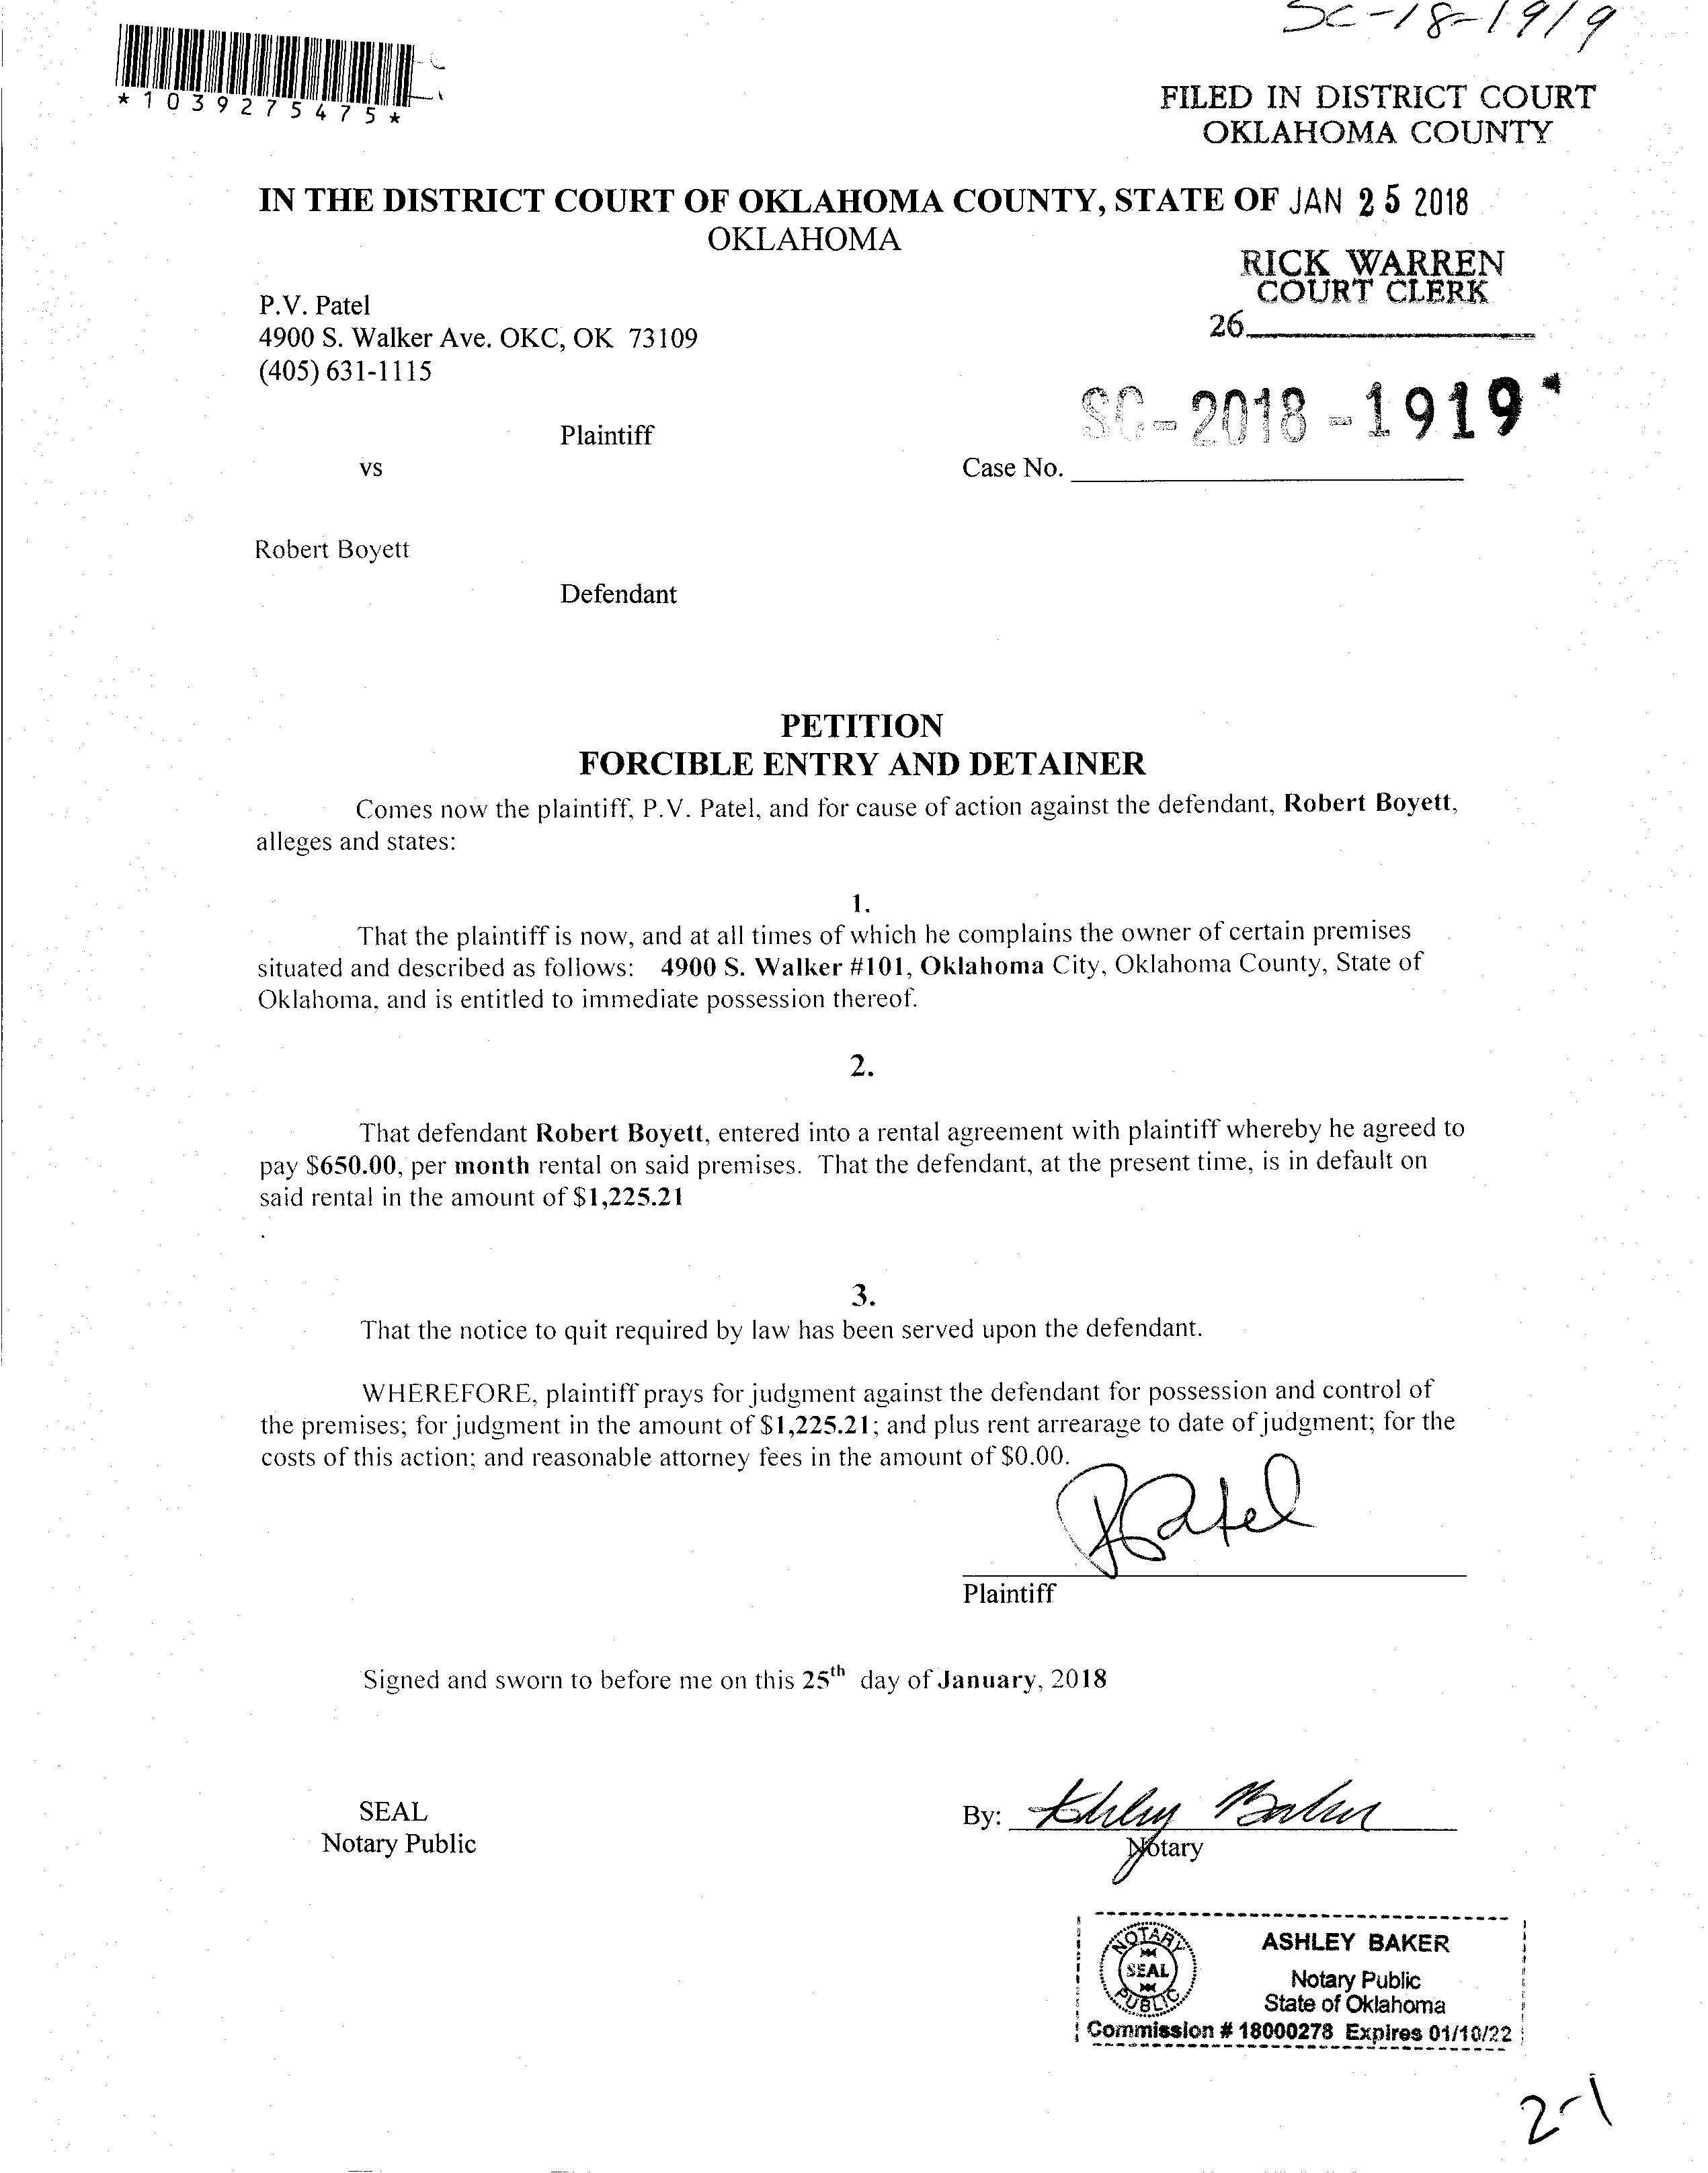 SC-18-1919
*1039275475*
FILED IN DISTRICT COURT
OKLAHOMA COUNTY
IN THE DISTRICT COURT OF OKLAHOMA COUNTY, STATE OF JAN 25 2018
OKLAHOMA
RICK WARREN
COURT CLERK
P.V. Patel
26
4900 S. Walker Ave. OKC, OK 73109
(405) 631-1115
SC-2018-1919
Plaintiff
vs
Case No.
Robert Boyett
Defendant
PETITION
FORCIBLE ENTRY AND DETAINER
Comes now the plaintiff, P.V. Patel, and for cause of action against the defendant, Robert Boyett,
alleges and states:
1.
That the plaintiff is now, and at all times of which he complains the owner of certain premises
situated and described as follows: 4900 S. Walker #101, Oklahoma City, Oklahoma County, State of
Oklahoma, and is entitled to immediate possession thereof.
2.
That defendant Robert Boyett, entered into a rental agreement with plaintiff whereby he agreed to
pay $650.00, per month rental on said premises. That the defendant, at the present time, is in default on
said rental in the amount of $1,225.21
.
3.
That the notice to quit required by law has been served upon the defendant.
WHEREFORE, plaintiff prays for judgment against the defendant for possession and control of
the premises; for judgment in the amount of $1,225.21; and plus rent arrearage to date of judgment; for the
costs of this action; and reasonable attorney fees in the amount of $0.00.
PPatel
Plaintiff
Signed and sworn to before me on this 25th day of January, 2018
SEAL
By: Ashley Baker
Notary Public
Notary
NOTARY
SEAL
PUBLIC
ASHLEY BAKER
Notary Public
State of Oklahoma
Commission # 18000278 Expires 01/10/22
2-1